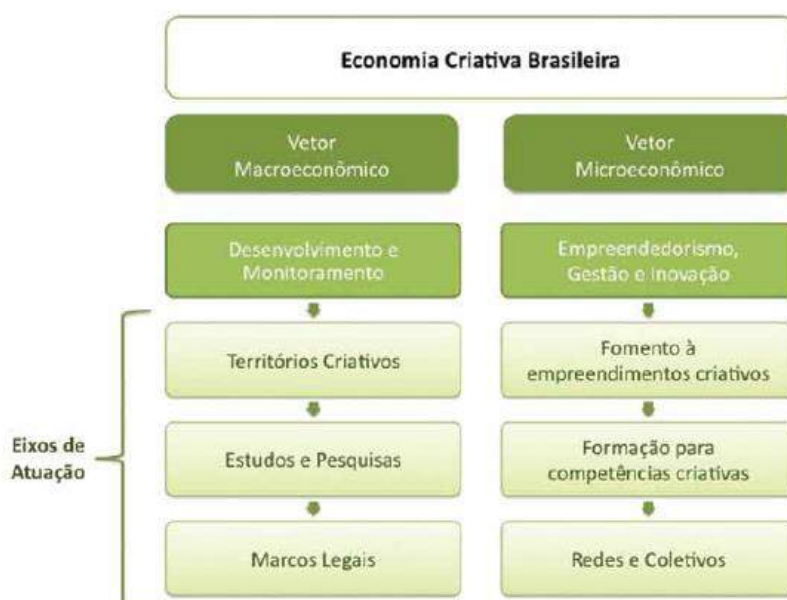 Economia Criativa Brasileira
Vetor
Macroeconômico
Vetor
Microeconômico
Desenvolvimento e
Monitoramento
Empreendedorismo,
Gestão e Inovação
Eixos de
Atuação
Territórios Criativos
Fomento à
empreendimentos criativos
Estudos e Pesquisas
Formação para
competências criativas
Marcos Legais
Redes e Coletivos